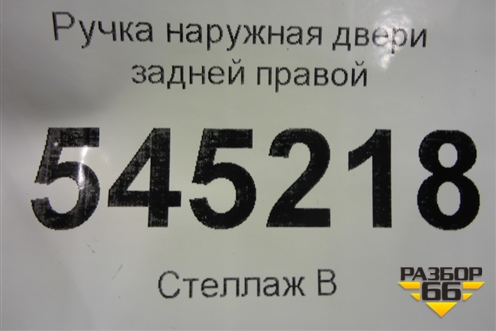 Ручка наружная двери
задней правой
545218
Стеллаж В
РАЗБОР
66